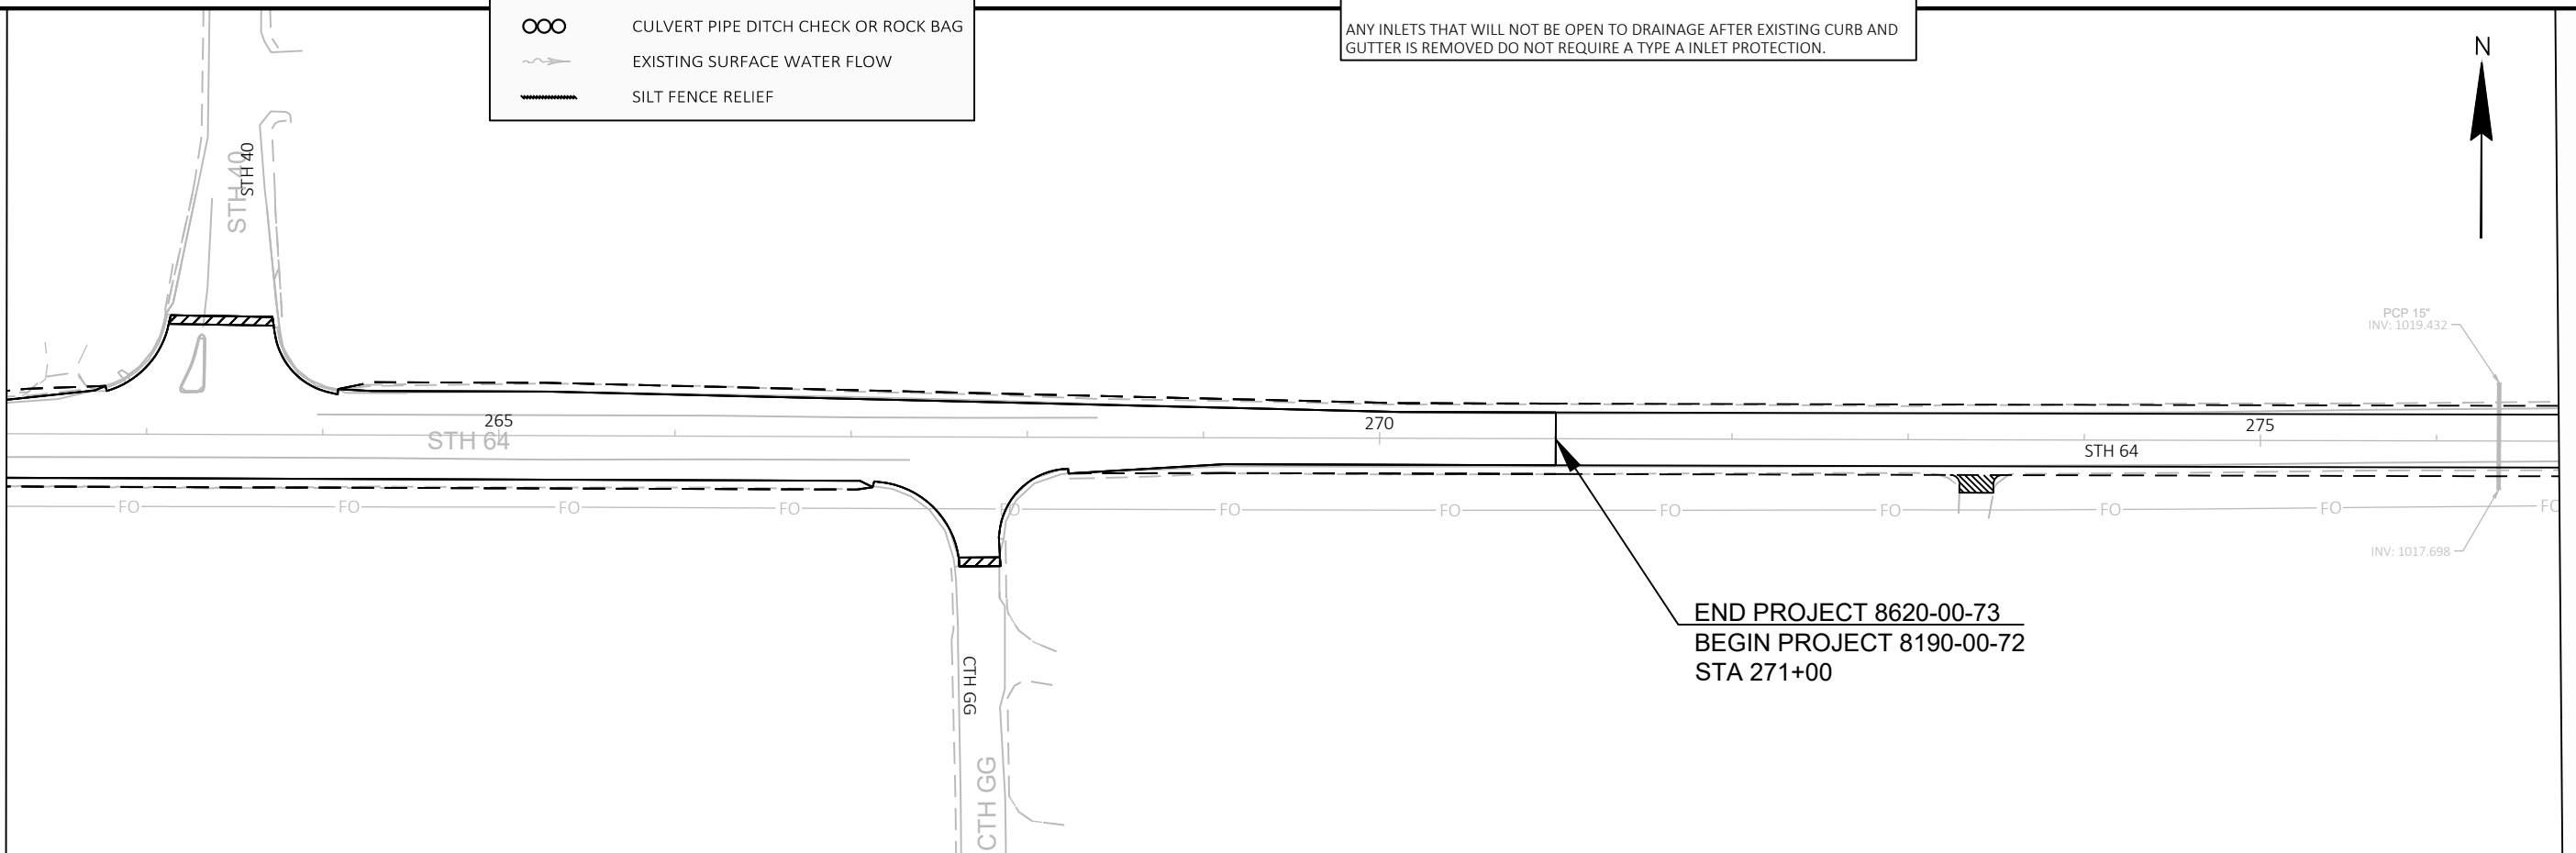 CULVERT PIPE DITCH CHECK OR ROCK BAG
EXISTING SURFACE WATER FLOW
SILT FENCE RELIEF
ANY INLETS THAT WILL NOT BE OPEN TO DRAINAGE AFTER EXISTING CURB AND
GUTTER IS REMOVED DO NOT REQUIRE A TYPE A INLET PROTECTION.
N
STH 40
STH 40
PCP 15"
INV: 1019.432
265
270
275
STH 64
STH 64
FO
FO
FO
FO
FO
FO
FO
FO
FO
FO
FO
FO
INV: 1017.698
END PROJECT 8620-00-73
BEGIN PROJECT 8190-00-72
STA 271+00
CTH GG
CTH GG